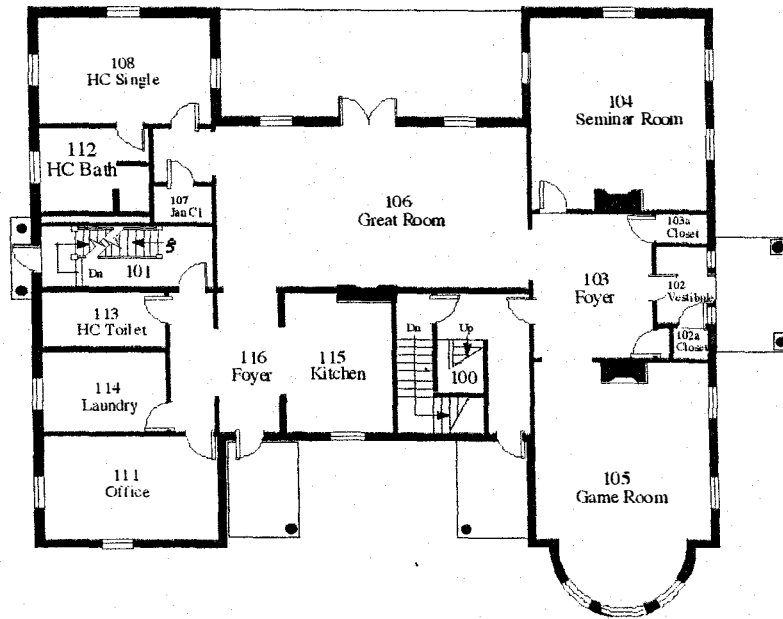 108
HC Single
104
Seminar Room
112
HC Bath
107
Jan Cl
106
Great Room
103a
Closet
101
Dn
103
Foyer
102
Vestibule
113
HC Toilet
102a
Closet
Dn
Up
100
116
Foyer
115
Kitchen
114
Laundry
111
Office
105
Game Room